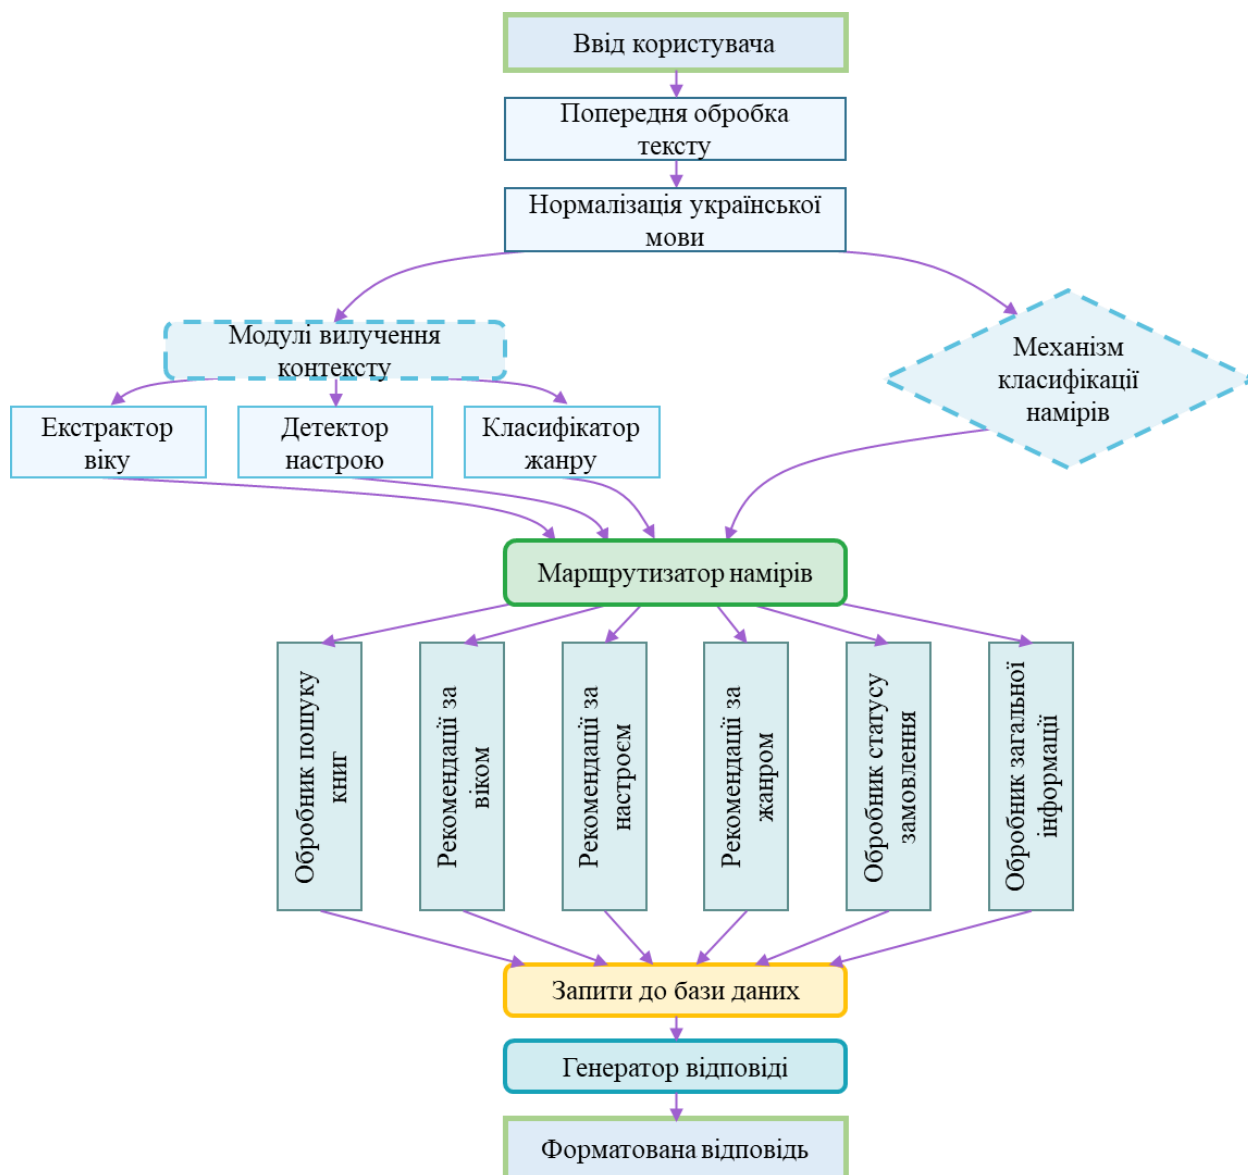 Ввід користувача
Попередня обробка
тексту
Нормалізація української
мови
Модулі вилучення
контексту
Механізм
класифікації
намірів
Екстрактор
віку
Детектор
настрою
Класифікатор
жанру
Маршрутизатор намірів
Обробник пошуку
книг
Рекомендації за
віком
Рекомендації за
настроєм
Рекомендації за
жанром
Обробник статусу
замовлення
Обробник загальної
інформації
Запити до бази даних
Генератор відповіді
Форматована відповідь